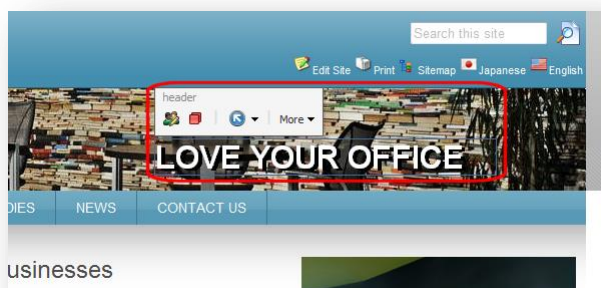 Search this site
Edit Site Print Sitemap Japanese English
header
More
LOVE YOUR OFFICE
DIES NEWS CONTACT US
usinesses